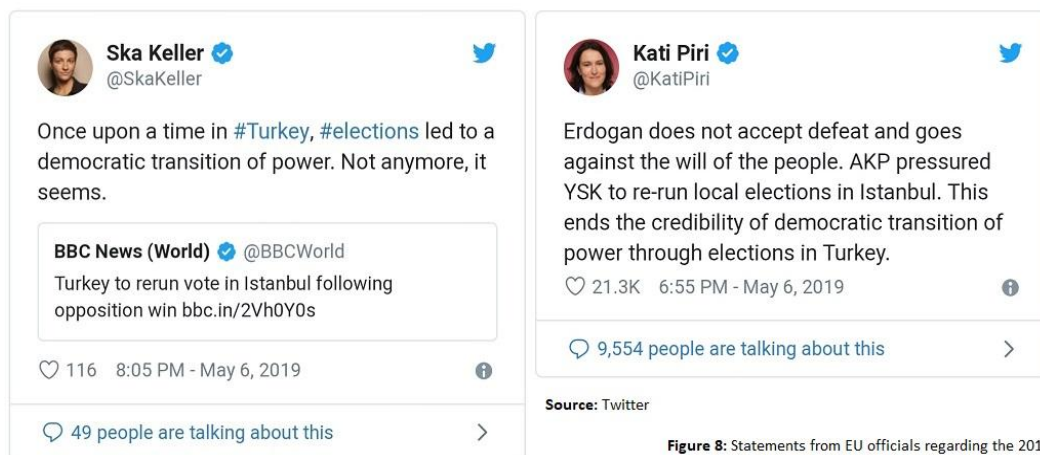 Ska Keller
@SkaKeller
Once upon a time in #Turkey, #elections led to a
democratic transition of power. Not anymore, it
seems.
BBC News (World) @BBCWorld
Turkey to rerun vote in Istanbul following
opposition win bbc.in/2Vh0Y0s
116 8:05 PM - May 6, 2019
49 people are talking about this
Kati Piri
@KatiPiri
Erdogan does not accept defeat and goes
against the will of the people. AKP pressured
YSK to re-run local elections in Istanbul. This
ends the credibility of democratic transition of
power through elections in Turkey.
21.3K 6:55 PM - May 6, 2019
9,554 people are talking about this
Source: Twitter
Figure 8: Statements from EU officials regarding the 201